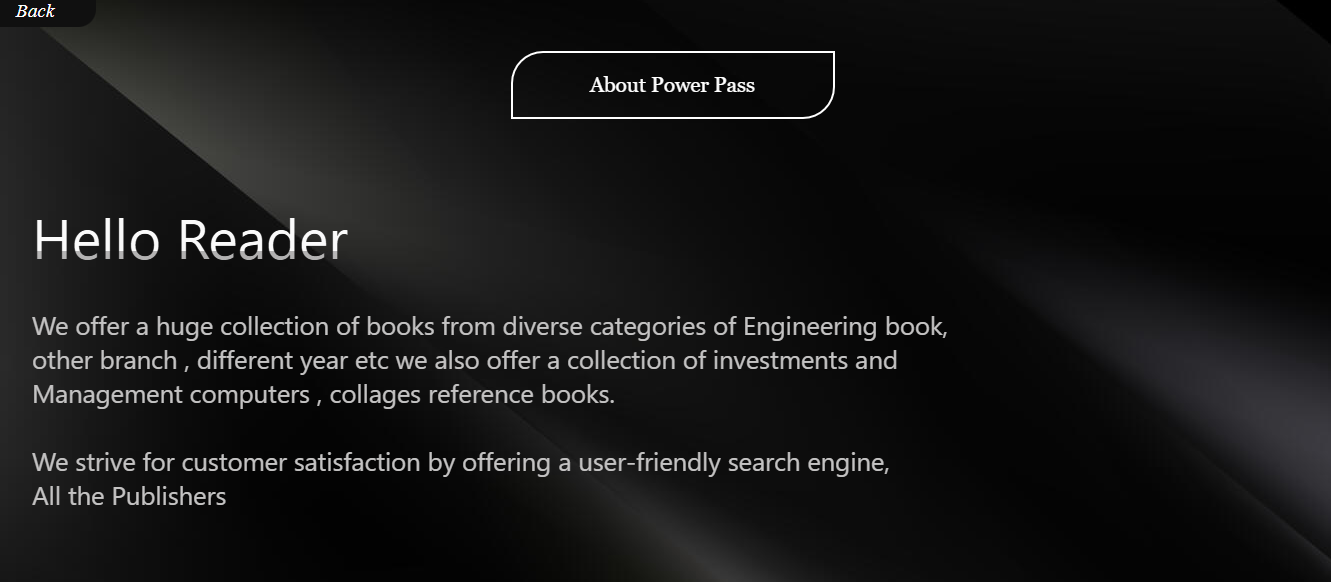 Back
About Power Pass
Hello Reader
We offer a huge collection of books from diverse categories of Engineering book,
other branch , different year etc we also offer a collection of investments and
Management computers , collages reference books.
We strive for customer satisfaction by offering a user-friendly search engine,
All the Publishers